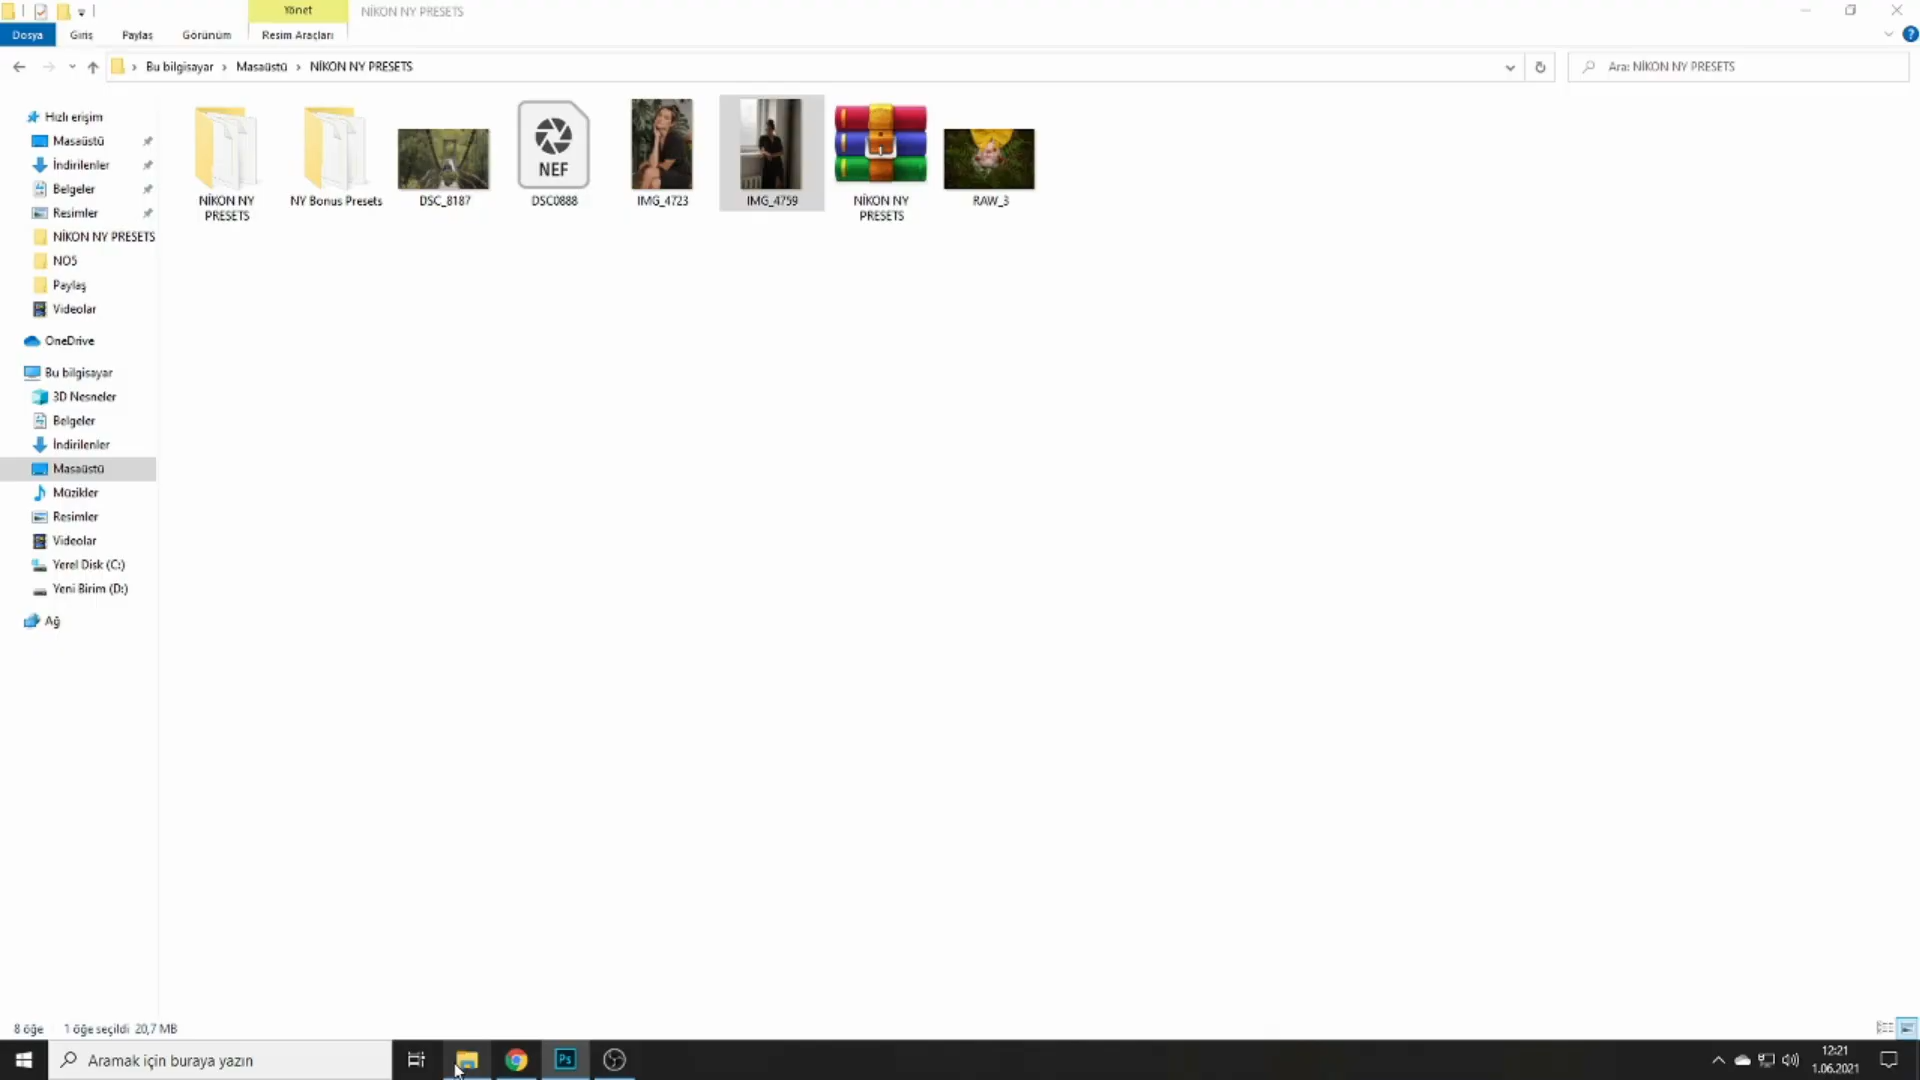 Yönet
NİKON NY PRESETS
Dosya
Giriş
Paylaş
Görünüm
Resim Araçları
Bu bilgisayar
Masaüstü
NİKON NY PRESETS
Ara: NİKON NY PRESETS
Hızlı erişim
Masaüstü
İndirilenler
Belgeler
Resimler
NİKON NY PRESETS
NO5
Paylaş
Videolar
OneDrive
Bu bilgisayar
3D Nesneler
Belgeler
İndirilenler
Masaüstü
Müzikler
Resimler
Videolar
Yerel Disk (C:)
Yeni Birim (D:)
Ağ
NİKON NY
PRESETS
NY Bonus Presets
DSC_8187
NEF
DSC0888
IMG_4723
IMG_4759
NİKON NY
PRESETS
RAW_3
8 öğe
1 öğe seçildi 20,7 MB
Aramak için buraya yazın
Ps
12:21
1.06.2021